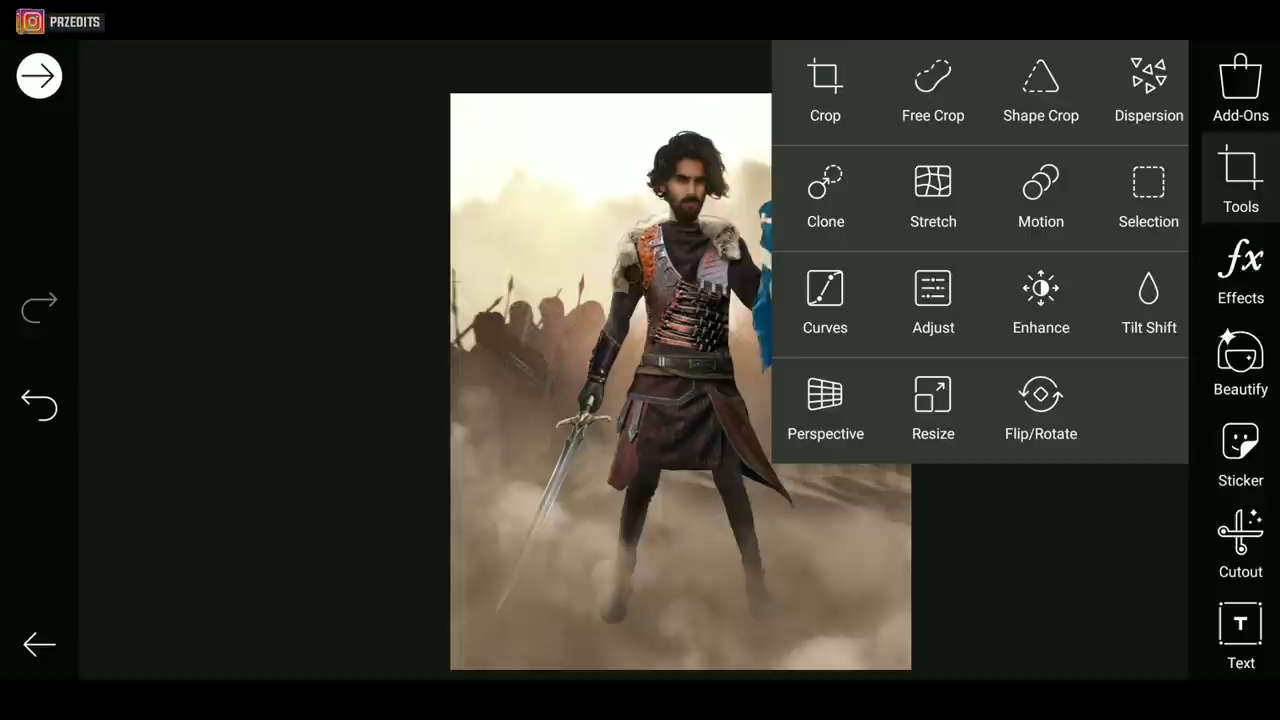 PRZEDITS
Crop
Free Crop
Shape Crop
Dispersion
Add-Ons
Clone
Stretch
Motion
Selection
Tools
fx
Effects
Curves
Adjust
Enhance
Tilt Shift
Beautify
Perspective
Resize
Flip/Rotate
Sticker
Cutout
T
Text